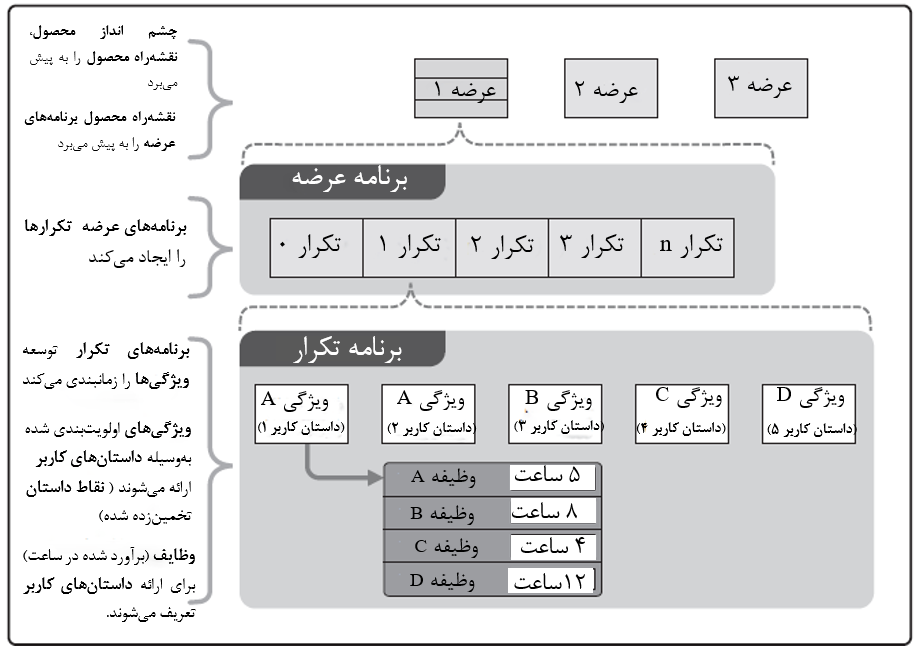 چشم انداز محصول،
نقشه‌راه محصول را به پیش
می‌برد
نقشه‌راه محصول برنامه‌های
عرضه را به پیش می‌برد
عرضه ۱
عرضه ۲
عرضه ۳
برنامه عرضه
تکرار ۰
تکرار ۱
تکرار ۲
تکرار ۳
تکرار n
برنامه‌های عرضه تکرارها
را ایجاد می‌کند
برنامه تکرار
برنامه‌های تکرار توسعه
ویژگی‌ها را زمانبندی می‌کند
ویژگی‌های اولویت‌بندی شده
به‌وسیله داستان‌های کاربر
ارائه می‌شوند ( نقاط داستان
تخمین‌زده شده)
وظایف (برآورد شده در ساعت)
برای ارائه داستان‌های کاربر
تعریف می‌شوند.
ویژگی A
(داستان کاربر ۱)
ویژگی A
(داستان کاربر ۲)
ویژگی B
(داستان کاربر ۳)
ویژگی C
(داستان کاربر ۴)
ویژگی D
(داستان کاربر ۵)
وظیفه A ۵ ساعت
وظیفه B ۸ ساعت
وظیفه C ۴ ساعت
وظیفه D ۱۲ساعت